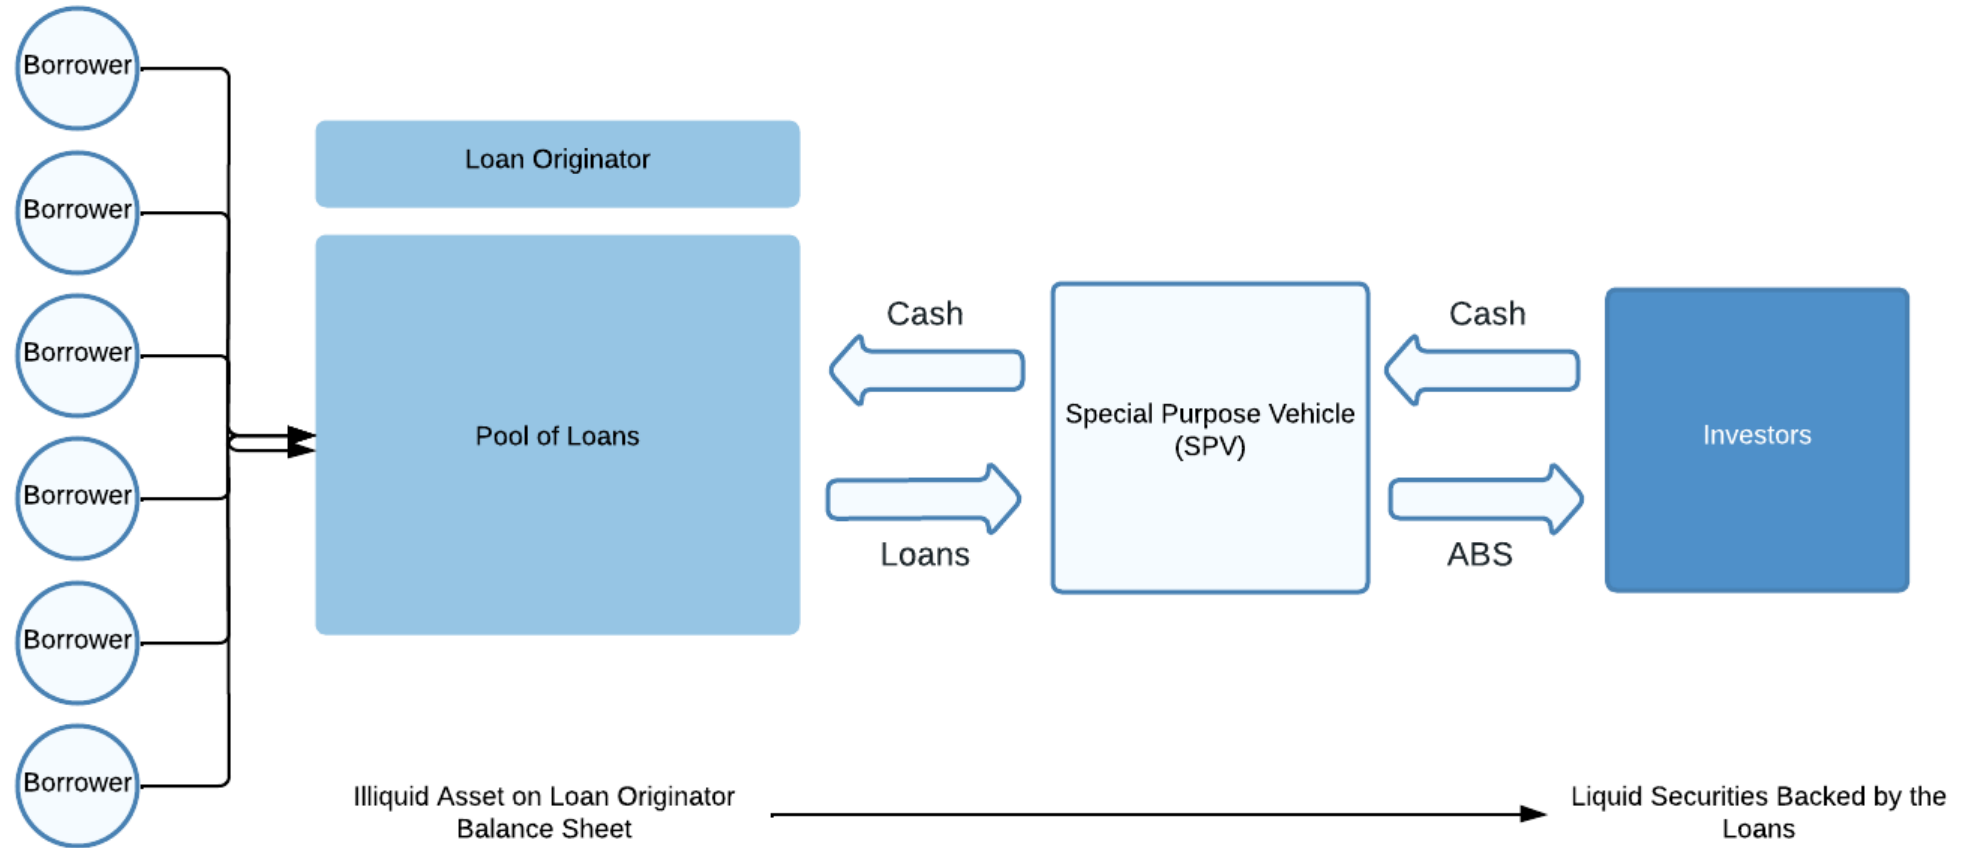 Borrower
Borrower
Borrower
Borrower
Borrower
Borrower
Loan Originator
Pool of Loans
Cash
Loans
Special Purpose Vehicle
(SPV)
Cash
ABS
Investors
Illiquid Asset on Loan Originator
Balance Sheet
Liquid Securities Backed by the
Loans